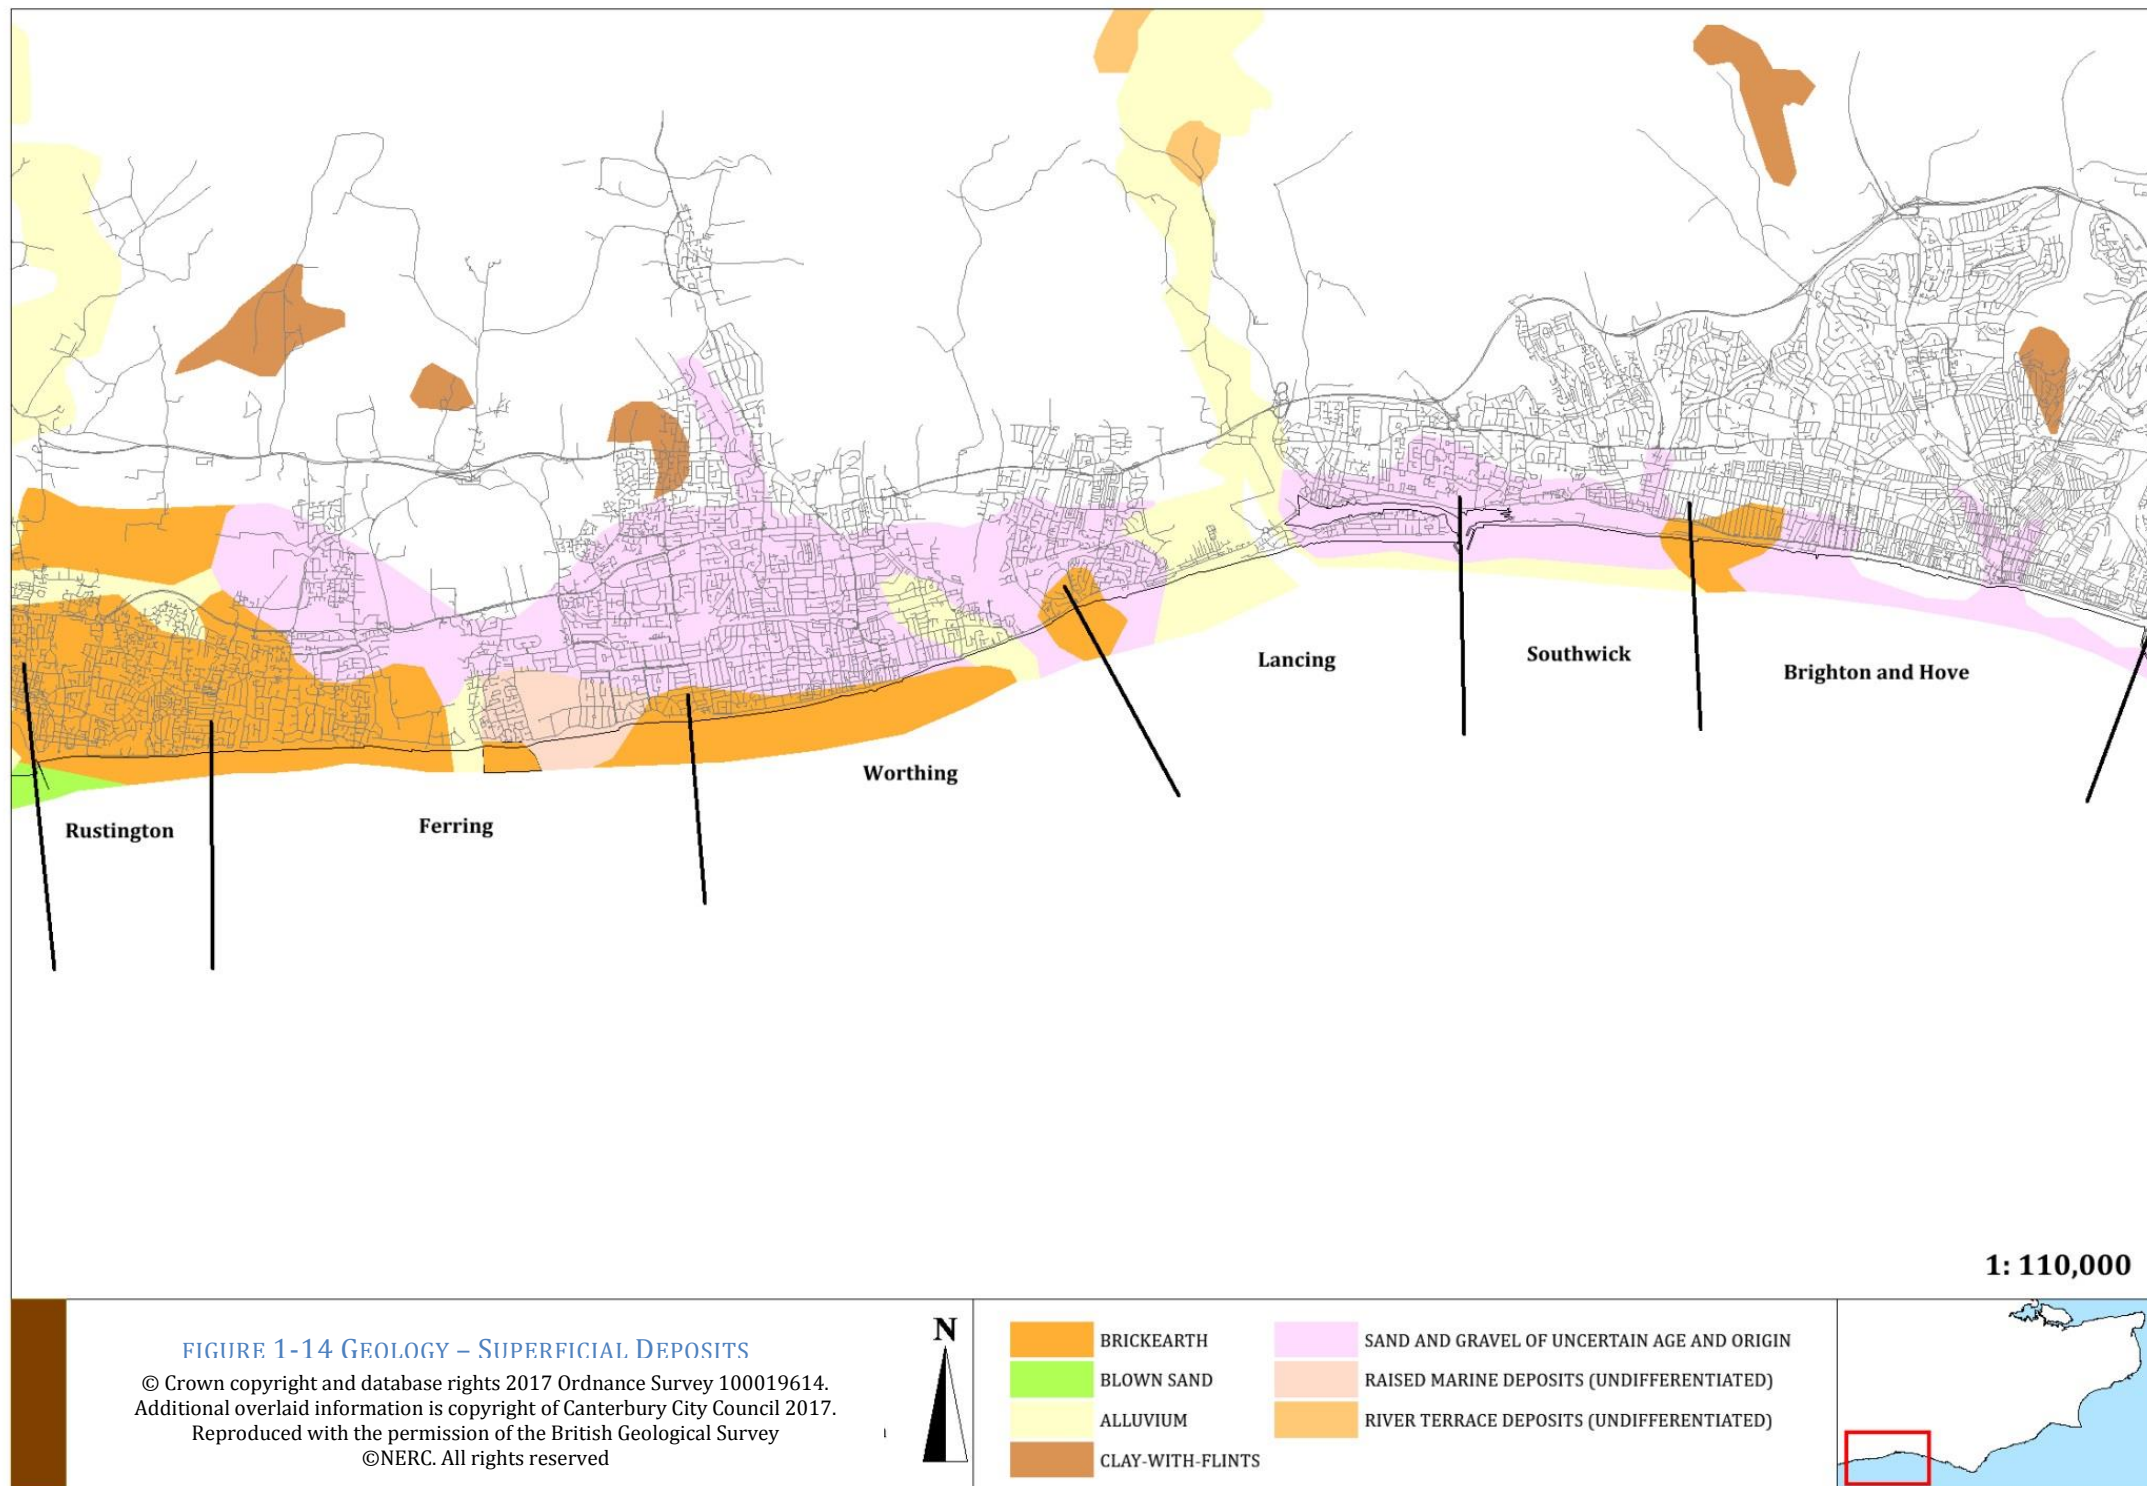 Lancing
Southwick
Brighton and Hove
Worthing
Rustington
Ferring
1: 110,000
FIGURE 1-14 GEOLOGY – SUPERFICIAL DEPOSITS
© Crown copyright and database rights 2017 Ordnance Survey 100019614.
Additional overlaid information is copyright of Canterbury City Council 2017.
Reproduced with the permission of the British Geological Survey
©NERC. All rights reserved
N
BRICKEARTH
BLOWN SAND
ALLUVIUM
CLAY-WITH-FLINTS
SAND AND GRAVEL OF UNCERTAIN AGE AND ORIGIN
RAISED MARINE DEPOSITS (UNDIFFERENTIATED)
RIVER TERRACE DEPOSITS (UNDIFFERENTIATED)